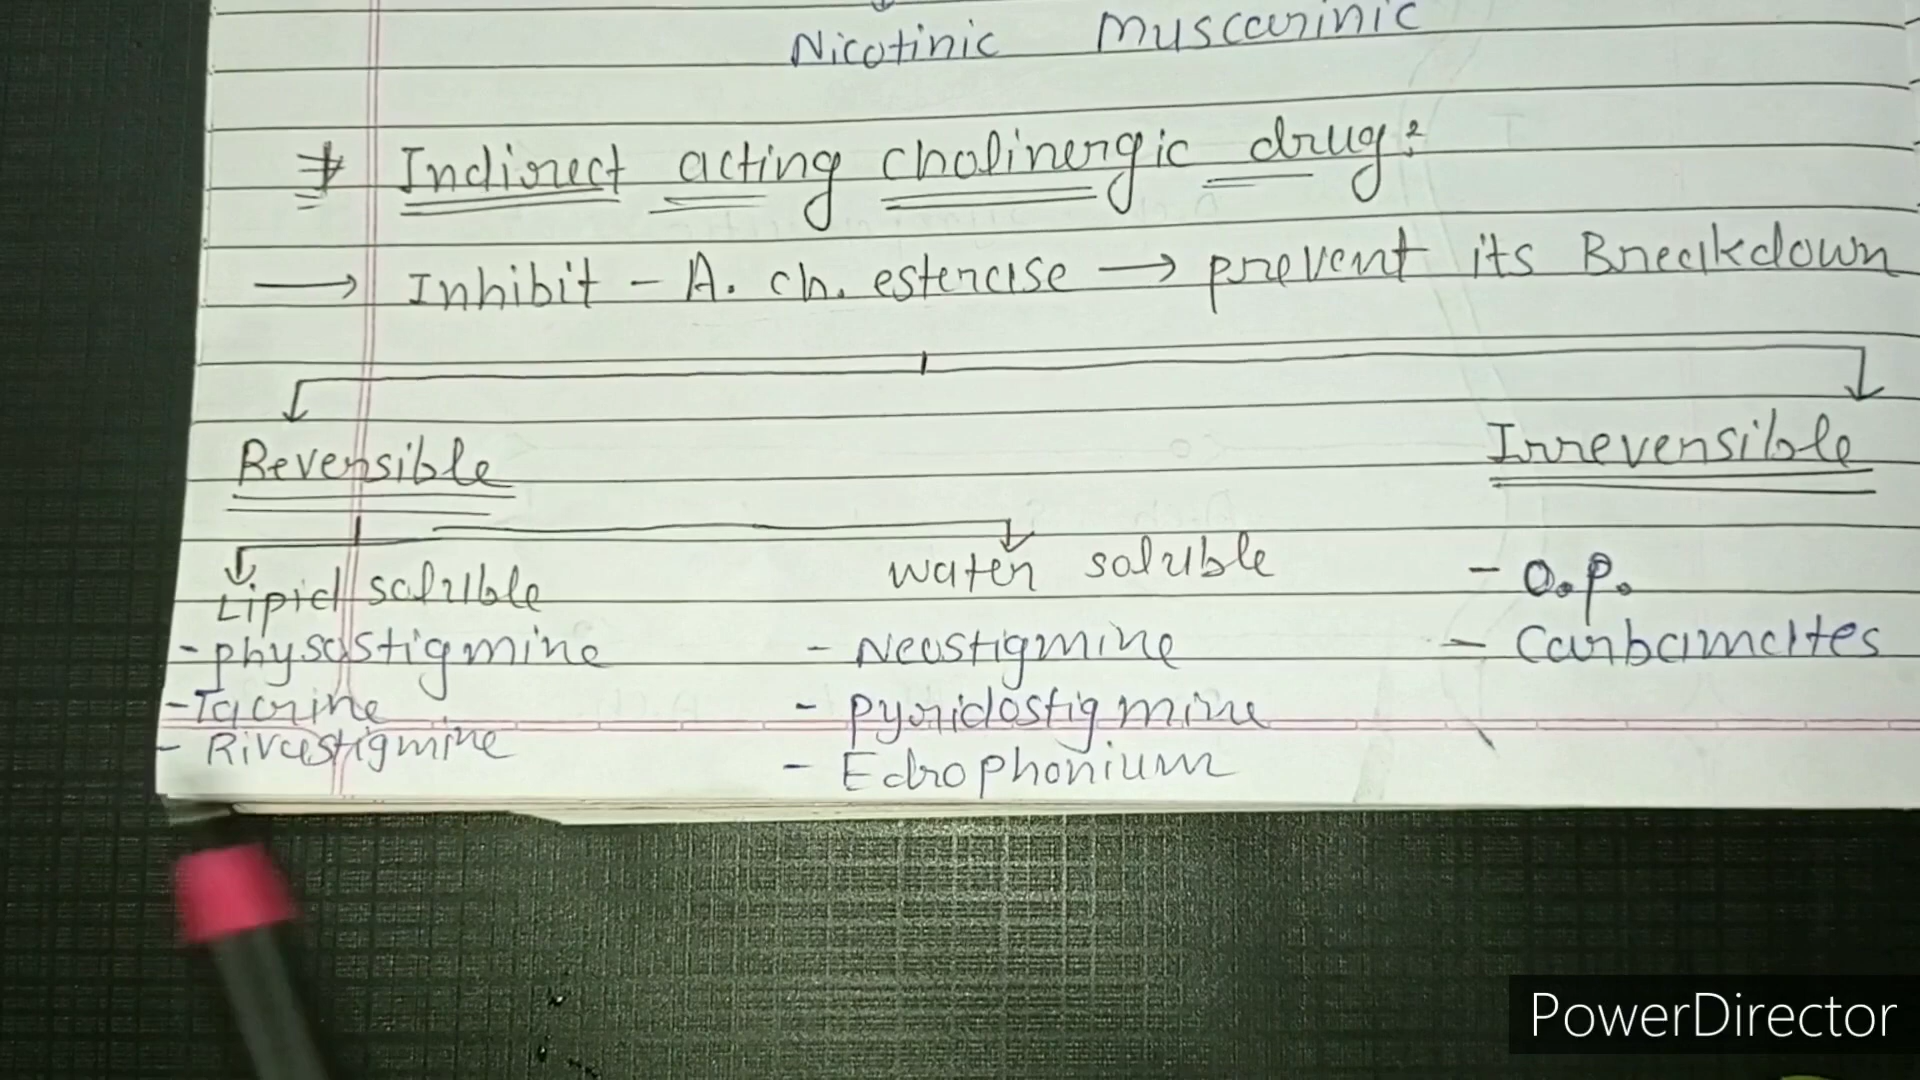 Nicotinic Muscarinic
⇒ Indirect acting cholinergic drug:
→ Inhibit - A. ch. esterase → prevent its Breakdown
Reversible Irreversible
Lipid soluble water soluble - O.P.
- physostigmine - Neostigmine - Carbamates
- Tacrine - pyridostigmine
- Rivastigmine - Edrophonium
PowerDirector